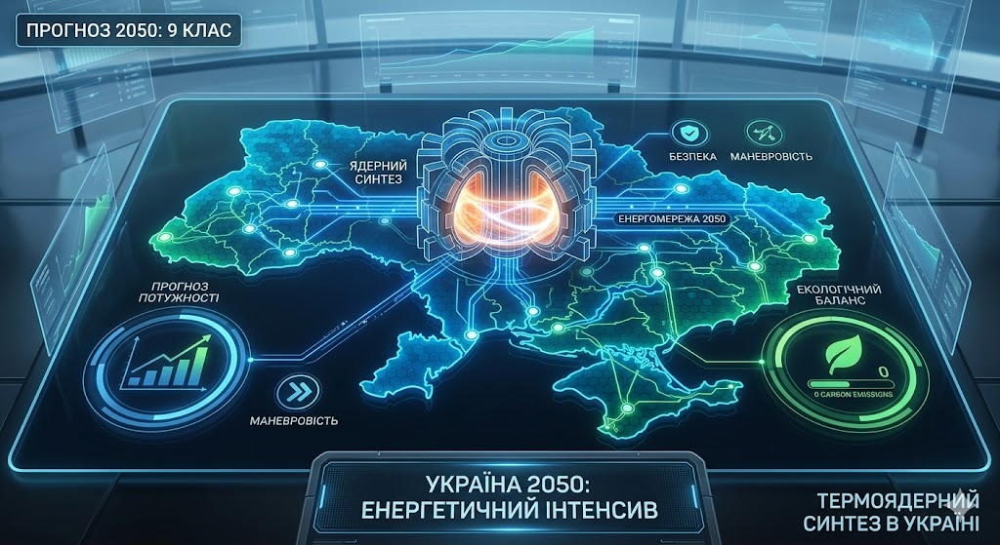 ПРОГНОЗ 2050: 9 КЛАС
ЯДЕРНИЙ
СИНТЕЗ
БЕЗПЕКА
МАНЕВРОВІСТЬ
ЕНЕРГОМЕРЕЖА 2050
ПРОГНОЗ
ПОТУЖНОСТІ
ЕКОЛОГІЧНИЙ
БАЛАНС
0
0 CARBON EMISSIGNS
МАНЕВРОВІСТЬ
УКРАЇНА 2050:
ЕНЕРГЕТИЧНИЙ ІНТЕНСИВ
ТЕРМОЯДЕРНИЙ
СИНТЕЗ В УКРАЇНІ